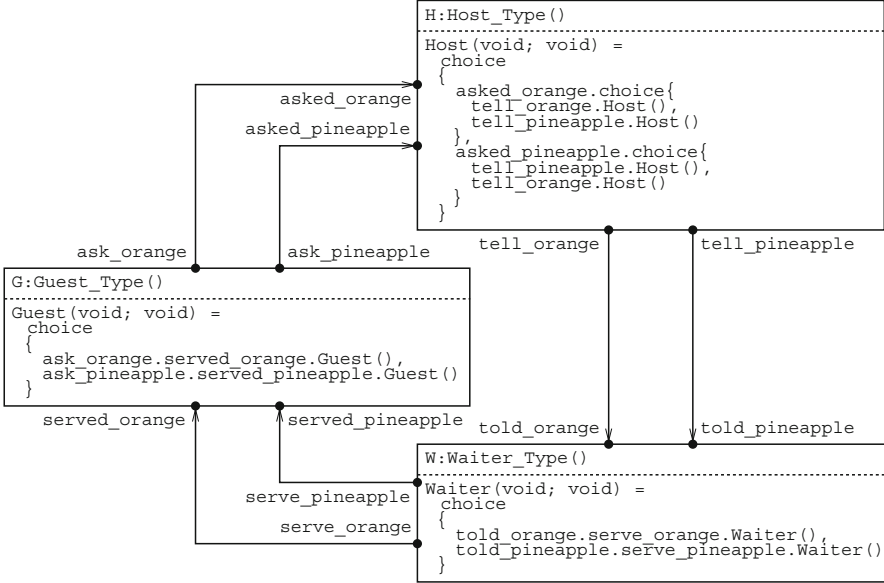 H:Host_Type()
Host(void; void) =
choice
{
asked_orange.choice{
tell_orange.Host(),
tell_pineapple.Host()
},
asked_pineapple.choice{
tell_pineapple.Host(),
tell_orange.Host()
}
}
asked_orange
asked_pineapple
ask_orange
ask_pineapple
tell_orange
tell_pineapple
G:Guest_Type()
Guest(void; void) =
choice
{
ask_orange.served_orange.Guest(),
ask_pineapple.served_pineapple.Guest()
}
served_orange
served_pineapple
told_orange
told_pineapple
W:Waiter_Type()
Waiter(void; void) =
choice
{
told_orange.serve_orange.Waiter(),
told_pineapple.serve_pineapple.Waiter()
}
serve_pineapple
serve_orange